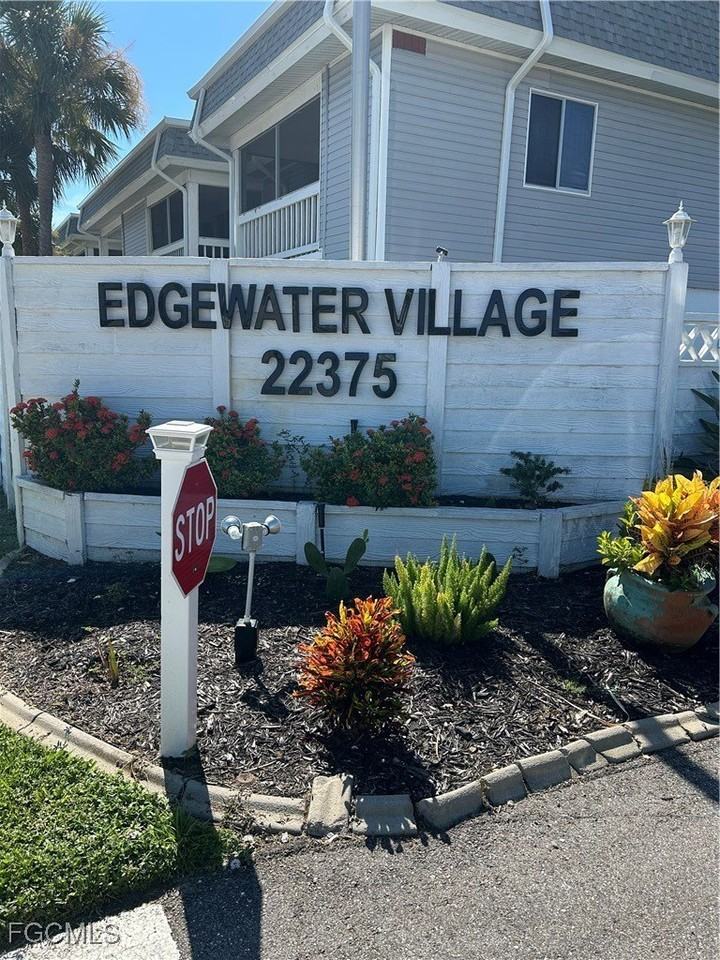 EDGEWATER VILLAGE
22375
STOP
FGCMLS